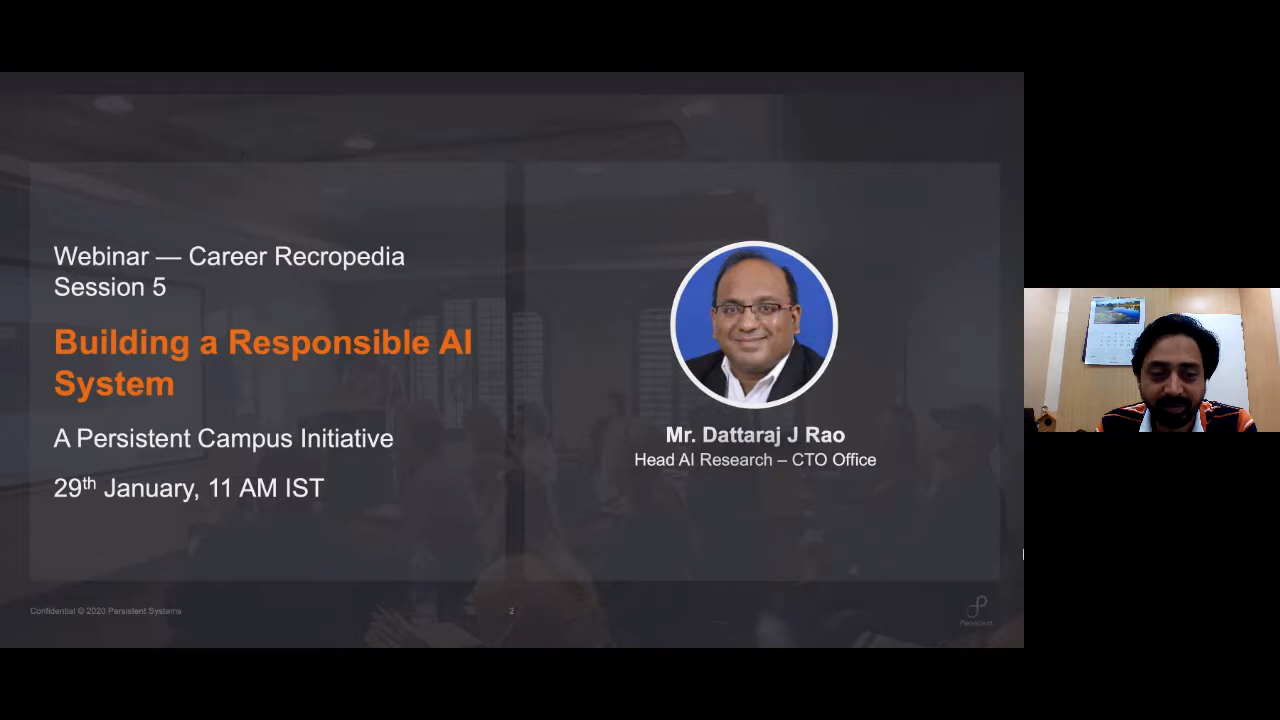 Webinar — Career Recropedia
Session 5
Building a Responsible AI
System
A Persistent Campus Initiative
29th January, 11 AM IST
Mr. Dattaraj J Rao
Head AI Research – CTO Office
Confidential © 2020 Persistent Systems
2
Persistent